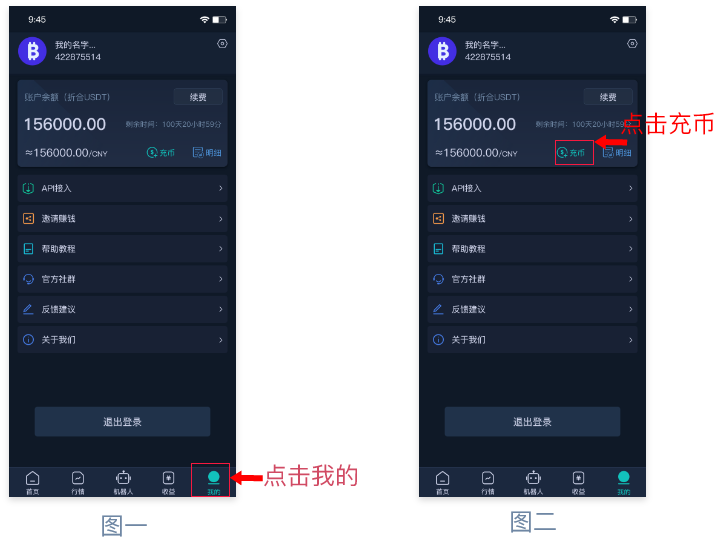 9:45
我的名字...
422875514
账户余额（折合USDT）
续费
156000.00
剩余时间：100天20小时59分
≈156000.00/CNY
充币
明细
API接入
邀请赚钱
帮助教程
官方社群
反馈建议
关于我们
退出登录
首页
行情
机器人
收益
我的
点击我的
图一
9:45
我的名字...
422875514
账户余额（折合USDT）
续费
156000.00
剩余时间：100天20小时59分
点击充币
≈156000.00/CNY
充币
明细
API接入
邀请赚钱
帮助教程
官方社群
反馈建议
关于我们
退出登录
首页
行情
机器人
收益
我的
图二